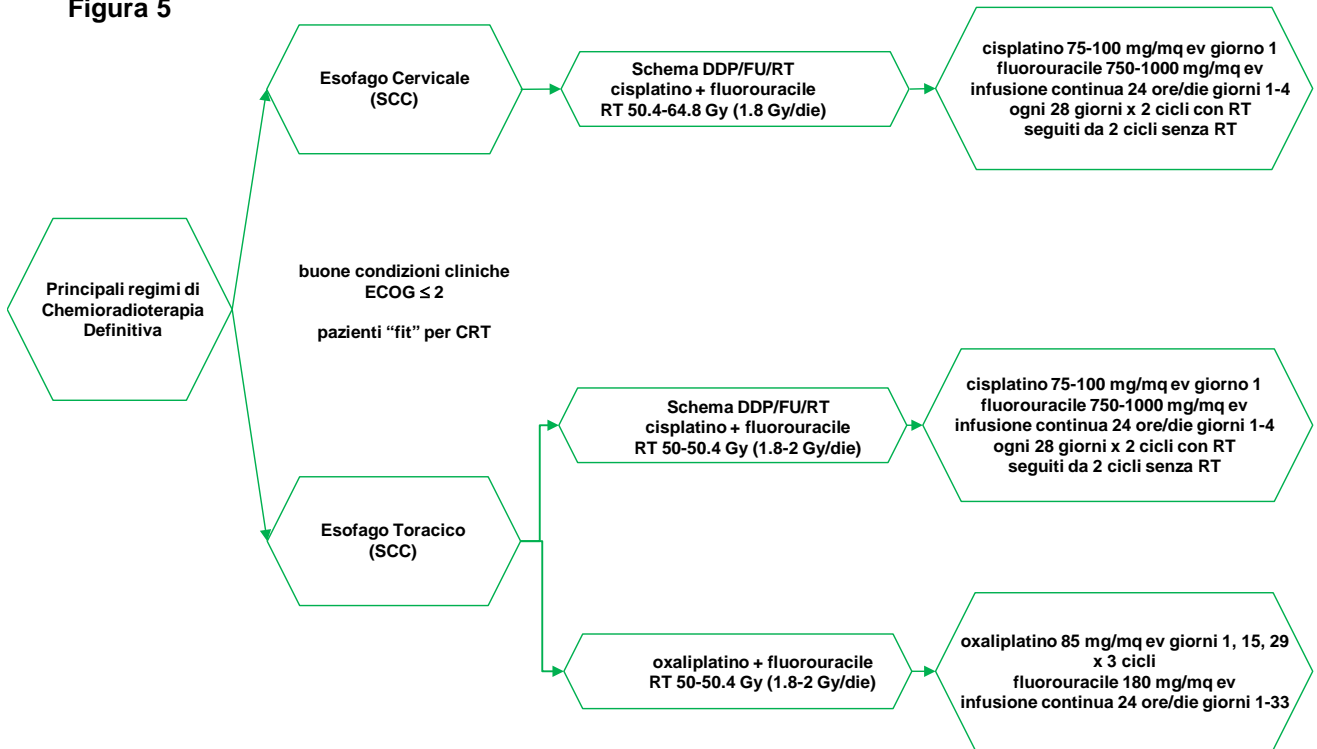 Figura 5
Principali regimi di
Chemioradioterapia
Definitiva
buone condizioni cliniche
ECOG ≤ 2
pazienti “fit” per CRT
Esofago Cervicale
(SCC)
Schema DDP/FU/RT
cisplatino + fluorouracile
RT 50.4-64.8 Gy (1.8 Gy/die)
cisplatino 75-100 mg/mq ev giorno 1
fluorouracile 750-1000 mg/mq ev
infusione continua 24 ore/die giorni 1-4
ogni 28 giorni x 2 cicli con RT
seguiti da 2 cicli senza RT
Esofago Toracico
(SCC)
Schema DDP/FU/RT
cisplatino + fluorouracile
RT 50-50.4 Gy (1.8-2 Gy/die)
cisplatino 75-100 mg/mq ev giorno 1
fluorouracile 750-1000 mg/mq ev
infusione continua 24 ore/die giorni 1-4
ogni 28 giorni x 2 cicli con RT
seguiti da 2 cicli senza RT
oxaliplatino + fluorouracile
RT 50-50.4 Gy (1.8-2 Gy/die)
oxaliplatino 85 mg/mq ev giorni 1, 15, 29
x 3 cicli
fluorouracile 180 mg/mq ev
infusione continua 24 ore/die giorni 1-33